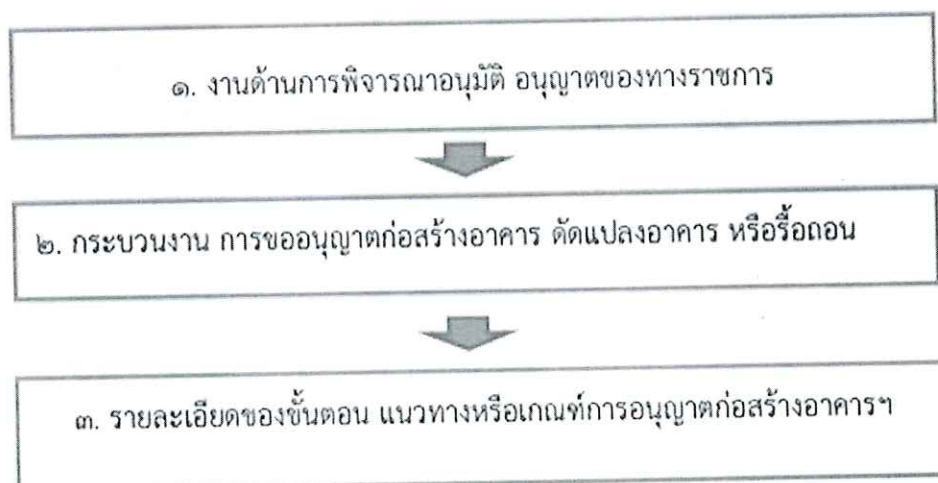 ๑. งานด้านการพิจารณาอนุมัติ อนุญาตของทางราชการ
๒. กระบวนงาน การขออนุญาตก่อสร้างอาคาร ดัดแปลงอาคาร หรือรื้อถอน
๓. รายละเอียดของขั้นตอน แนวทางหรือเกณฑ์การอนุญาตก่อสร้างอาคารฯ